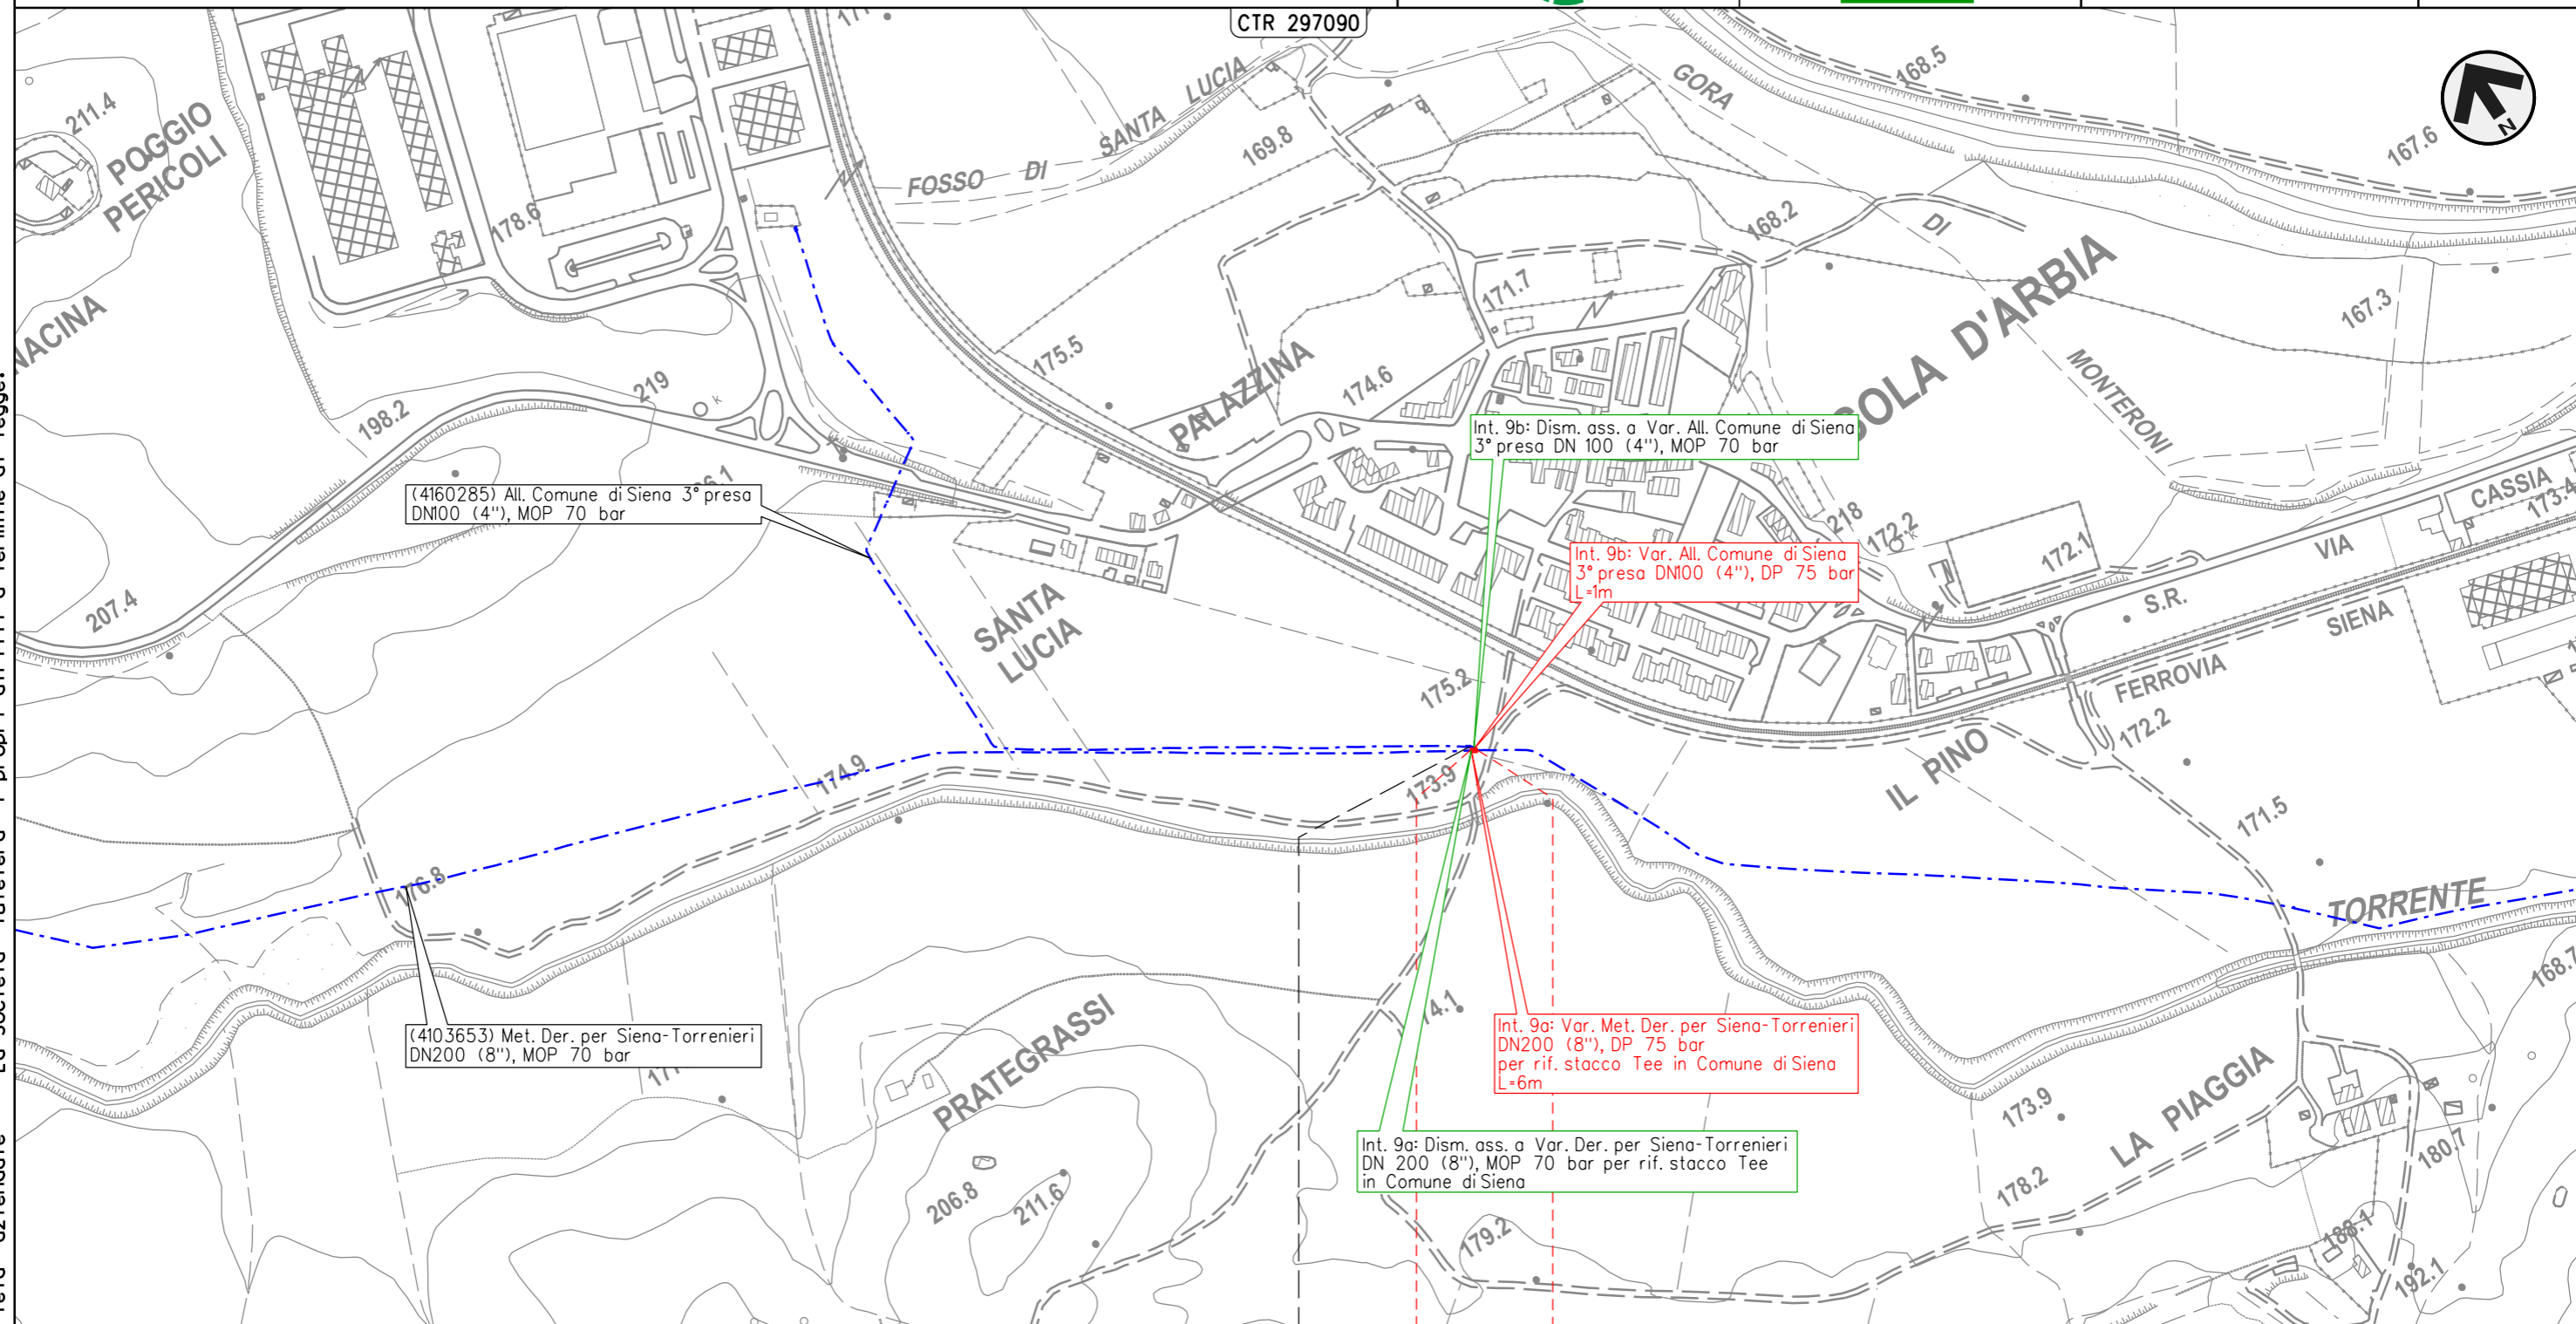 CTR 297090
168.5
GORA
FOSSO DI SANTA LUCIA
169.8
211.4
POGGIO
PERICOLI
167.6
N
178.6
168.2
DI
171.7
167.3
175.5
PALAZZINA
174.6
MONTERONI
NACINA
219
K
198.2
Int. 9b: Dism. ass. a Var. All. Comune di Siena
3° presa DN 100 (4"), MOP 70 bar
(4160285) All. Comune di Siena 3° presa
DN100 (4"), MOP 70 bar
CASSIA
218
172.2
K
172.1
VIA
S.R.
Int. 9b: Var. All. Comune di Siena
3° presa DN100 (4"), DP 75 bar
L=1m
207.4
SANTA
LUCIA
SIENA
FERROVIA
172.2
175.2
IL PINO
174.9
173.9
171.5
176.8
TORRENTE
168.7
PRATEGRASSI
(4103653) Met. Der. per Siena-Torrenieri
DN200 (8"), MOP 70 bar
Int. 9a: Var. Met. Der. per Siena-Torrenieri
DN200 (8"), DP 75 bar
per rif. stacco Tee in Comune di Siena
L=6m
173.9
LA PIAGGIA
180.7
Int. 9a: Dism. ass. a Var. Der. per Siena-Torrenieri
DN 200 (8"), MOP 70 bar per rif. stacco Tee
in Comune di Siena
178.2
206.8
211.6
179.2
188.1
192.1